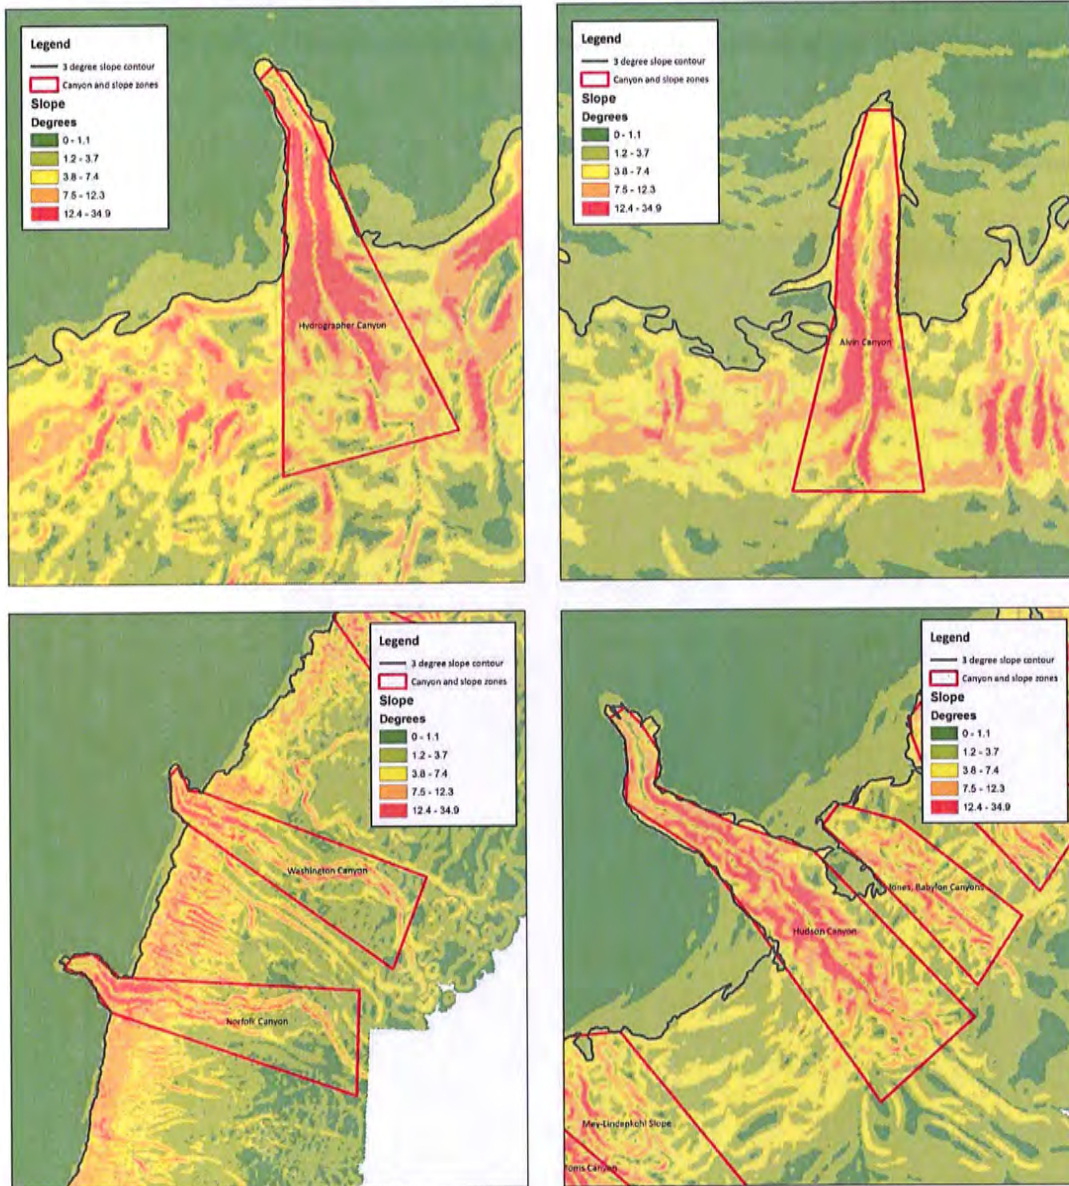 Legend
3 degree slope contour
Canyon and slope zones
Slope
Degrees
0 - 1.1
1.2 - 3.7
3.8 - 7.4
7.5 - 12.3
12.4 - 34.9
Hydrographer Canyon
Legend
3 degree slope contour
Canyon and slope zones
Slope
Degrees
0 - 1.1
1.2 - 3.7
3.8 - 7.4
7.5 - 12.3
12.4 - 34.9
Alvin Canyon
Legend
3 degree slope contour
Canyon and slope zones
Slope
Degrees
0 - 1.1
1.2 - 3.7
3.8 - 7.4
7.5 - 12.3
12.4 - 34.9
Washington Canyon
Norfolk Canyon
Legend
3 degree slope contour
Canyon and slope zones
Slope
Degrees
0 - 1.1
1.2 - 3.7
3.8 - 7.4
7.5 - 12.3
12.4 - 34.9
Jones, Babylon Canyons
Hudson Canyon
Mey-Lindenkohl Slope
Canyon